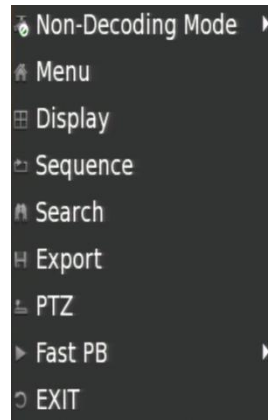 Non-Decoding Mode
Menu
Display
Sequence
Search
Export
PTZ
Fast PB
EXIT